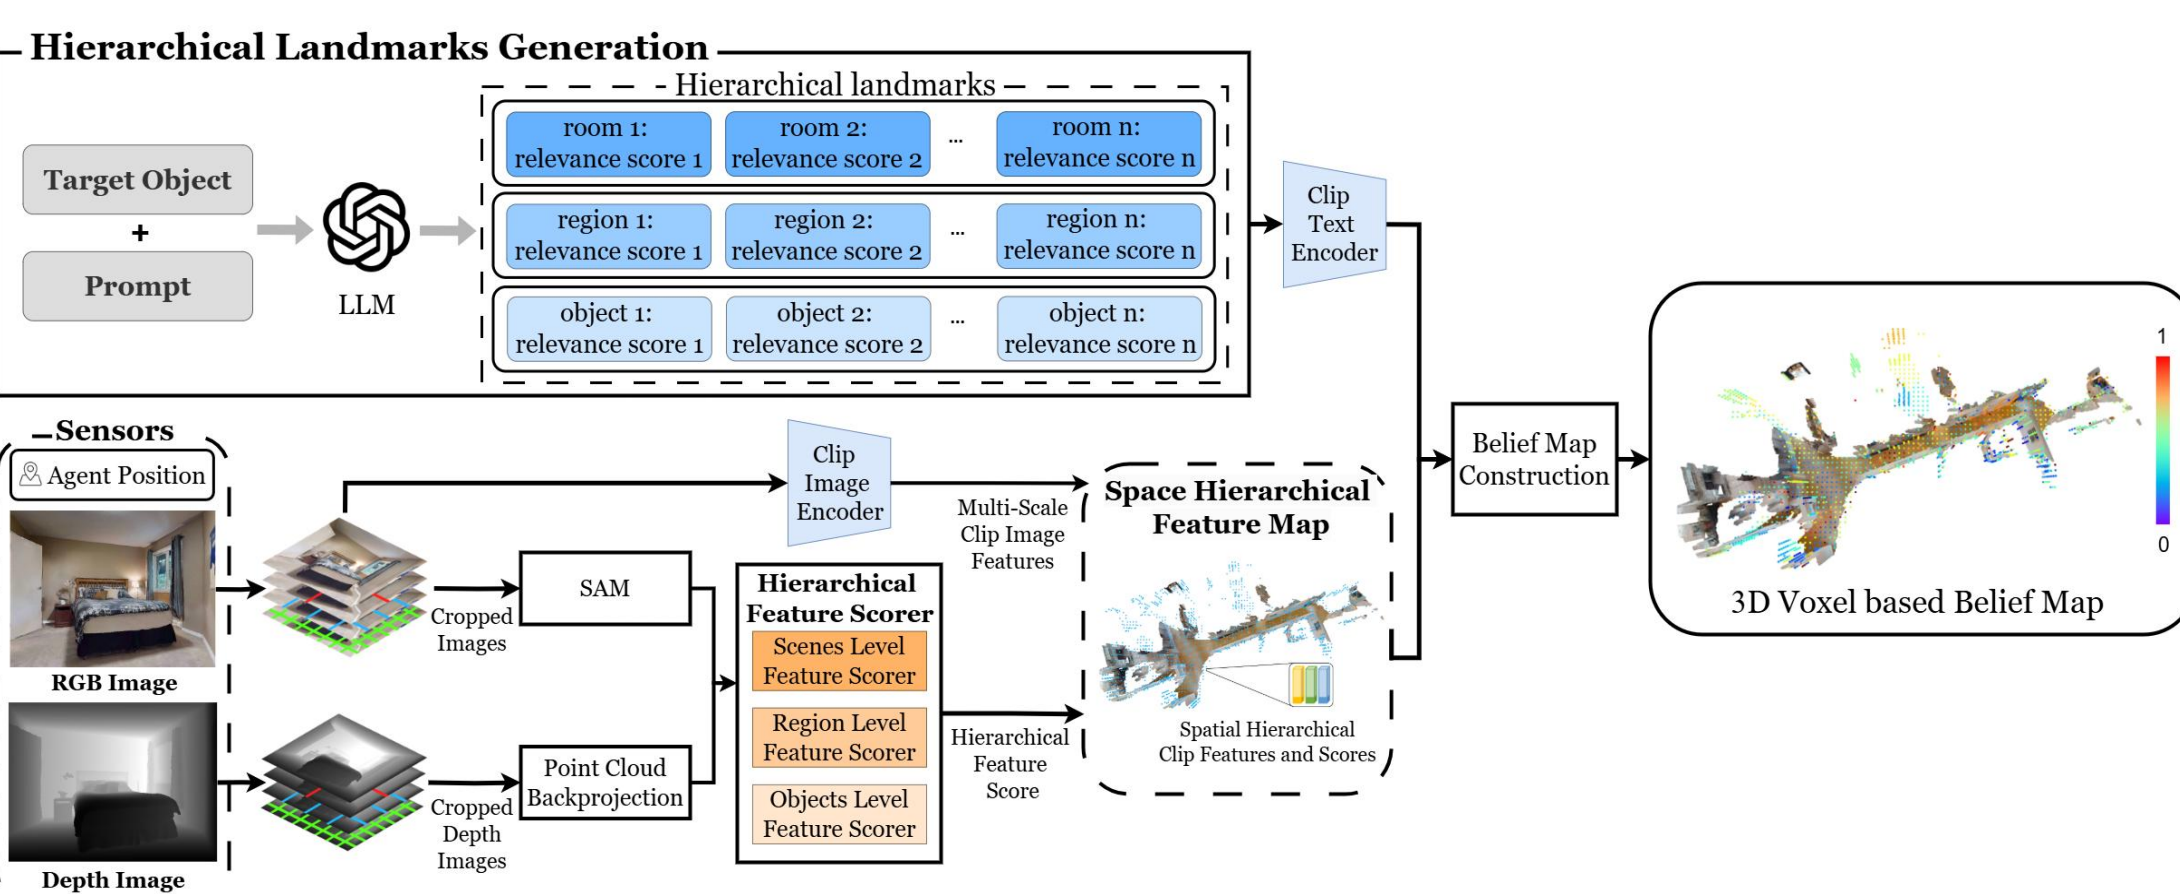 Hierarchical Landmarks Generation
Hierarchical landmarks
Target Object
+
Prompt
LLM
room 1:
relevance score 1
room 2:
relevance score 2
...
room n:
relevance score n
region 1:
relevance score 1
region 2:
relevance score 2
...
region n:
relevance score n
object 1:
relevance score 1
object 2:
relevance score 2
...
object n:
relevance score n
Clip
Text
Encoder
Sensors
Agent Position
RGB Image
Depth Image
Cropped
Images
Cropped
Depth
Images
SAM
Point Cloud
Backprojection
Clip
Image
Encoder
Hierarchical
Feature Scorer
Scenes Level
Feature Scorer
Region Level
Feature Scorer
Objects Level
Feature Scorer
Multi-Scale
Clip Image
Features
Hierarchical
Feature
Score
Space Hierarchical
Feature Map
Spatial Hierarchical
Clip Features and Scores
Belief Map
Construction
1
0
3D Voxel based Belief Map